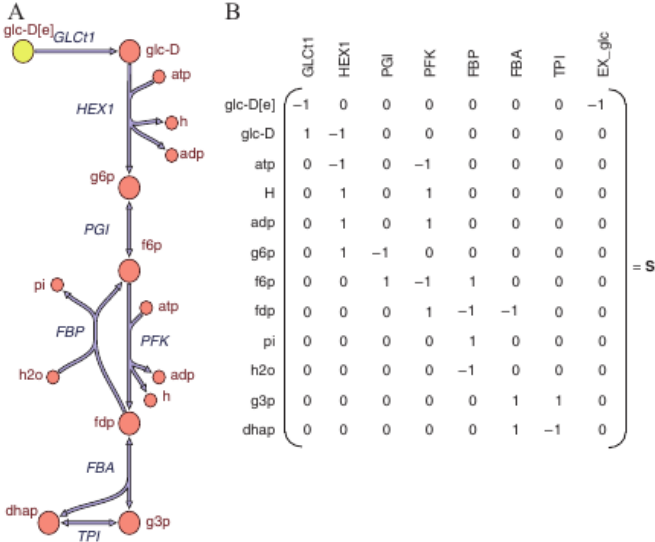 A
glc-D[e]
GLCt1
glc-D
atp
HEX1
h
adp
g6p
PGI
f6p
pi
atp
FBP
PFK
h2o
adp
h
fdp
FBA
dhap
g3p
TPI
B
GLCt1 HEX1 PGI PFK FBP FBA TPI EX_glc
glc-D[e] −1 0 0 0 0 0 0 −1
glc-D 1 −1 0 0 0 0 0 0
atp 0 −1 0 −1 0 0 0 0
H 0 1 0 1 0 0 0 0
adp 0 1 0 1 0 0 0 0
g6p 0 1 −1 0 0 0 0 0
f6p 0 0 1 −1 1 0 0 0
fdp 0 0 0 1 −1 −1 0 0
pi 0 0 0 0 1 0 0 0
h2o 0 0 0 0 −1 0 0 0
g3p 0 0 0 0 0 1 1 0
dhap 0 0 0 0 0 1 −1 0
= S